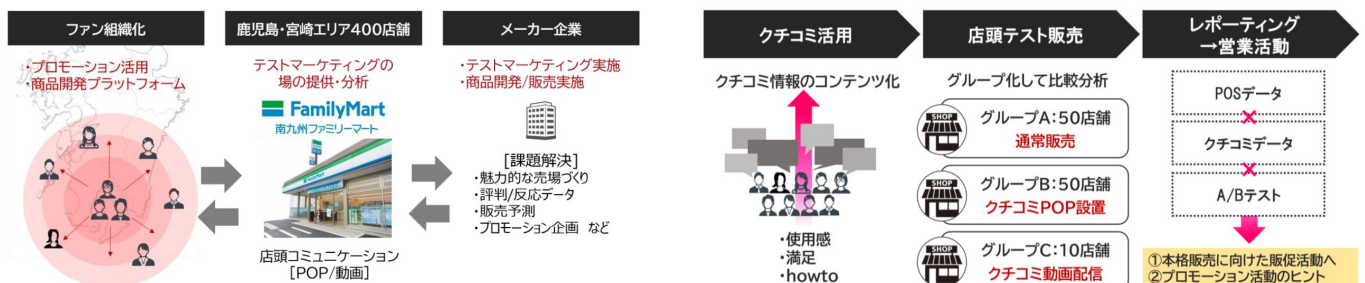 ファン組織化
・プロモーション活用
・商品開発プラットフォーム
鹿児島・宮崎エリア400店舗
テストマーケティングの
場の提供・分析
FamilyMart
南九州ファミリーマート
店頭コミュニケーション
[POP/動画]
メーカー企業
・テストマーケティング実施
・商品開発/販売実施
[課題解決]
・魅力的な売場づくり
・評判/反応データ
・販売予測
・プロモーション企画 など
クチコミ活用
クチコミ情報のコンテンツ化
・使用感
・満足
・howto
店頭テスト販売
グループ化して比較分析
SHOP
グループA:50店舗
通常販売
SHOP
グループB:50店舗
クチコミPOP設置
SHOP
グループC:10店舗
クチコミ動画配信
レポーティング
→営業活動
POSデータ
×
クチコミデータ
×
A/Bテスト
①本格販売に向けた販促活動へ
②プロモーション活動のヒント